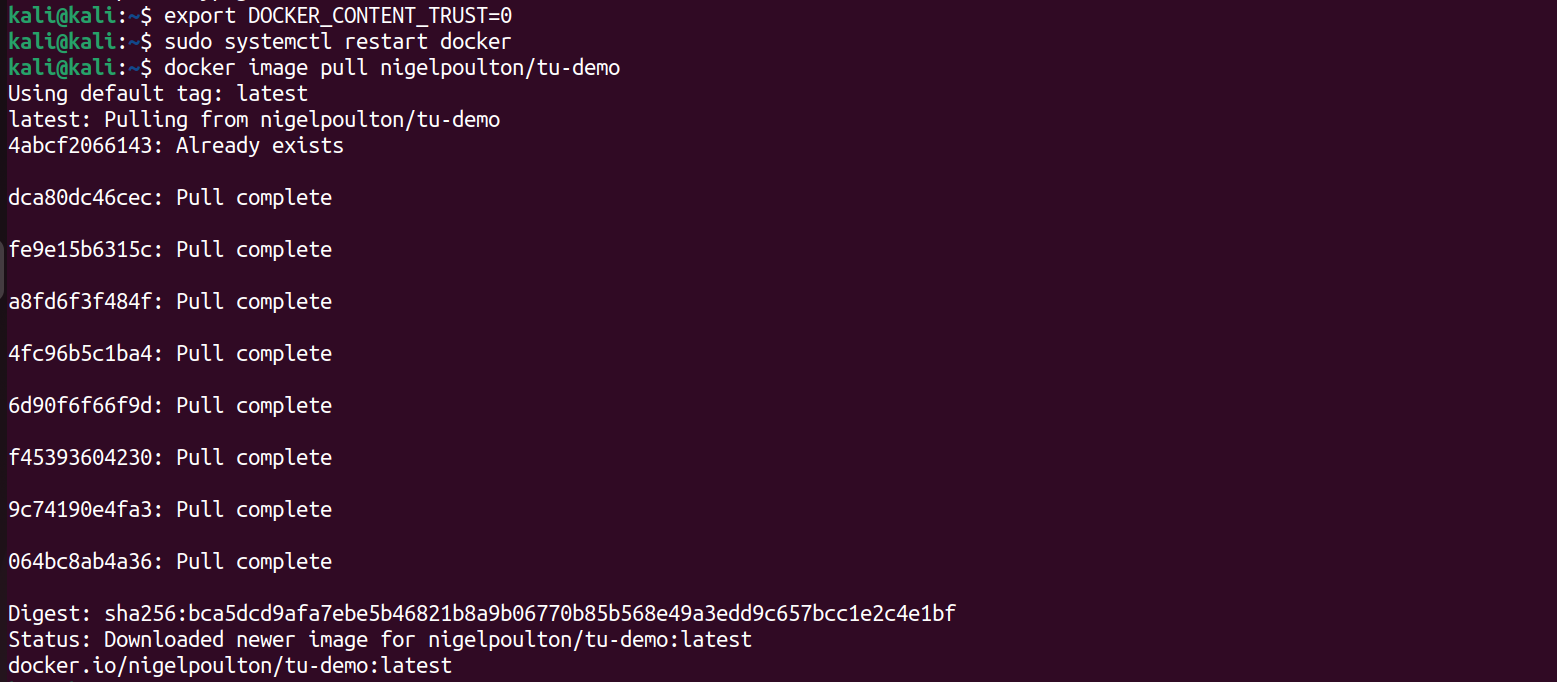 kali@kali:~$ export DOCKER_CONTENT_TRUST=0
kali@kali:~$ sudo systemctl restart docker
kali@kali:~$ docker image pull nigelpoulton/tu-demo
Using default tag: latest
latest: Pulling from nigelpoulton/tu-demo
4abcf2066143: Already exists
dca80dc46cec: Pull complete
fe9e15b6315c: Pull complete
a8fd6f3f484f: Pull complete
4fc96b5c1ba4: Pull complete
6d90f6f66f9d: Pull complete
f45393604230: Pull complete
9c74190e4fa3: Pull complete
064bc8ab4a36: Pull complete
Digest: sha256:bca5dcd9afa7ebe5b46821b8a9b06770b85b568e49a3edd9c657bcc1e2c4e1bf
Status: Downloaded newer image for nigelpoulton/tu-demo:latest
docker.io/nigelpoulton/tu-demo:latest